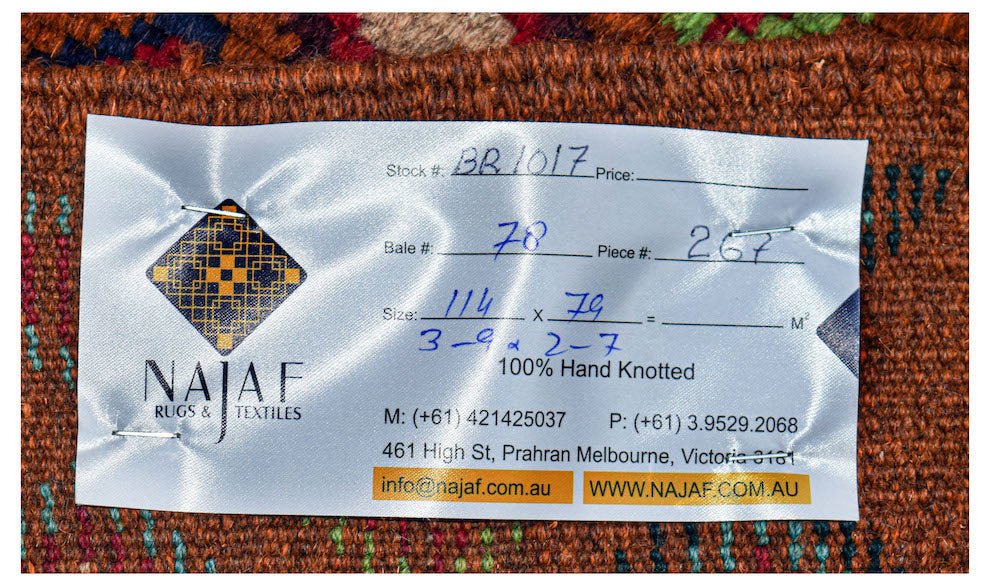 NAJAF
RUGS & TEXTILES
Stock #: BR1017 Price:
Bale #: 78 Piece #: 267
Size: 114 x 79 = M²
3-9 x 2-7
100% Hand Knotted
M: (+61) 421425037 P: (+61) 3.9529.2068
461 High St, Prahran Melbourne, Victoria 3181
info@najaf.com.au WWW.NAJAF.COM.AU